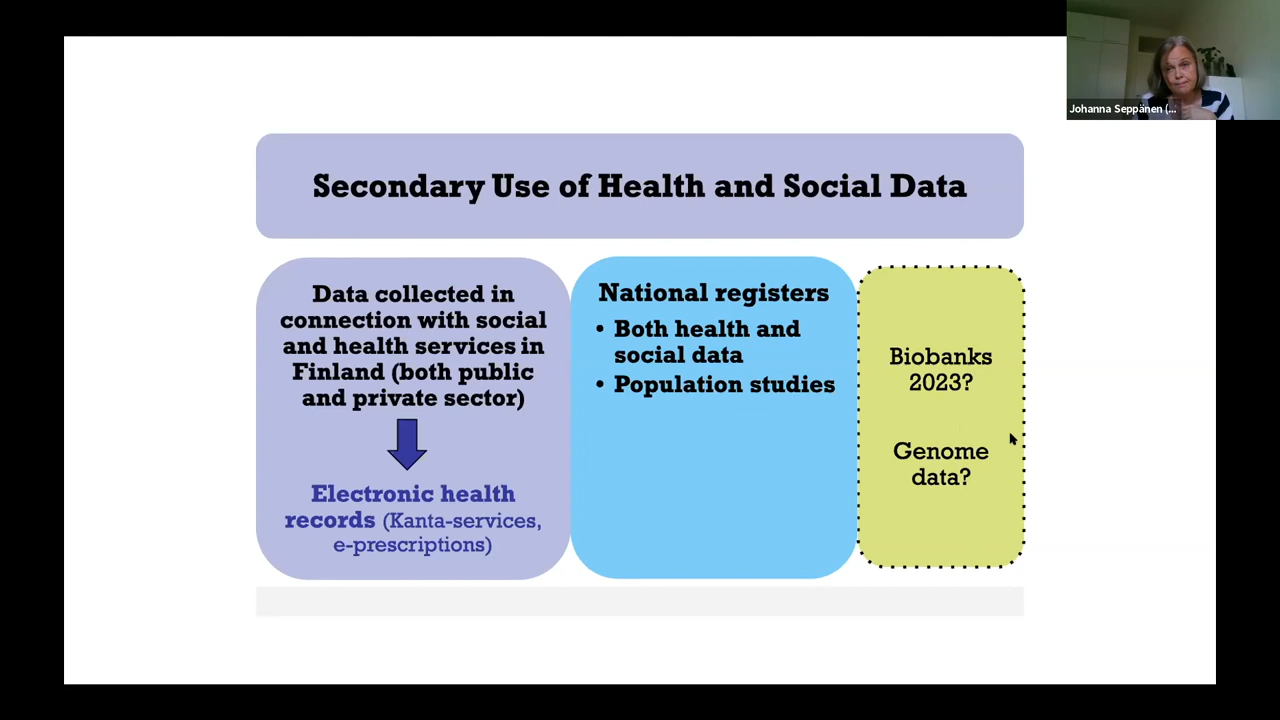 Johanna Seppänen (...
Secondary Use of Health and Social Data
Data collected in
connection with social
and health services in
Finland (both public
and private sector)
Electronic health
records (Kanta-services,
e-prescriptions)
National registers
• Both health and
social data
• Population studies
Biobanks
2023?
Genome
data?